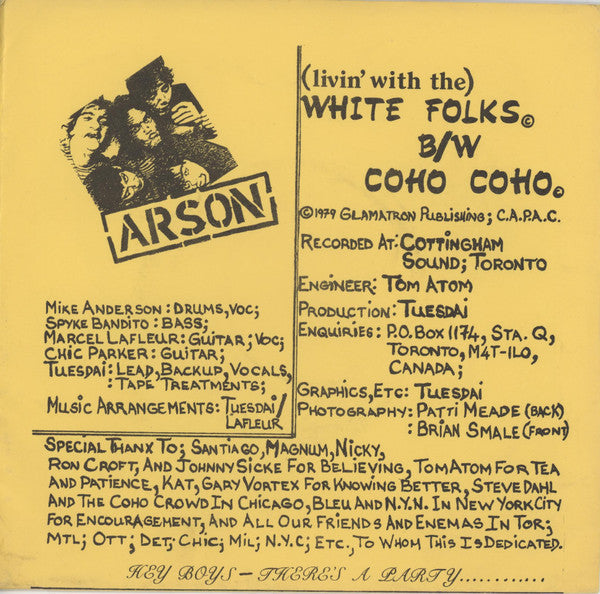 ARSON
(livin' with the)
WHITE FOLKS©
B/W
COHO COHO©
©1979 GLAMATRON PUBLISHING; C.A.P.A.C.
RECORDED AT: COTTINGHAM
SOUND; TORONTO
ENGINEER: TOM ATOM
PRODUCTION: TUESDAI
ENQUIRIES: P.O. BOX 1174, STA. Q,
TORONTO, M4T-1L0,
CANADA;
GRAPHICS, ETC: TUESDAI
PHOTOGRAPHY: PATTI MEADE (BACK)
: BRIAN SMALE (FRONT)
MIKE ANDERSON: DRUMS, VOC;
SPYKE BANDITO: BASS;
MARCEL LAFLEUR: GUITAR; VOC;
CHIC PARKER: GUITAR;
TUESDAI: LEAD, BACKUP, VOCALS,
: TAPE TREATMENTS;
MUSIC ARRANGEMENTS: TUESDAI/
LAFLEUR
SPECIAL THANX TO; SANTIAGO, MAGNUM, NICKY,
RON CROFT, AND JOHNNY SICKE FOR BELIEVING, TOM ATOM FOR TEA
AND PATIENCE, KAT, GARY VORTEX FOR KNOWING BETTER, STEVE DAHL
AND THE COHO CROWD IN CHICAGO, BLEU AND N.Y.N. IN NEW YORK CITY
FOR ENCOURAGEMENT, AND ALL OUR FRIENDS AND ENEMAS IN TOR;
MTL; OTT; DET; CHIC; MIL; N.Y.C; ETC., TO WHOM THIS IS DEDICATED.
HEY BOYS — THERE'S A PARTY............